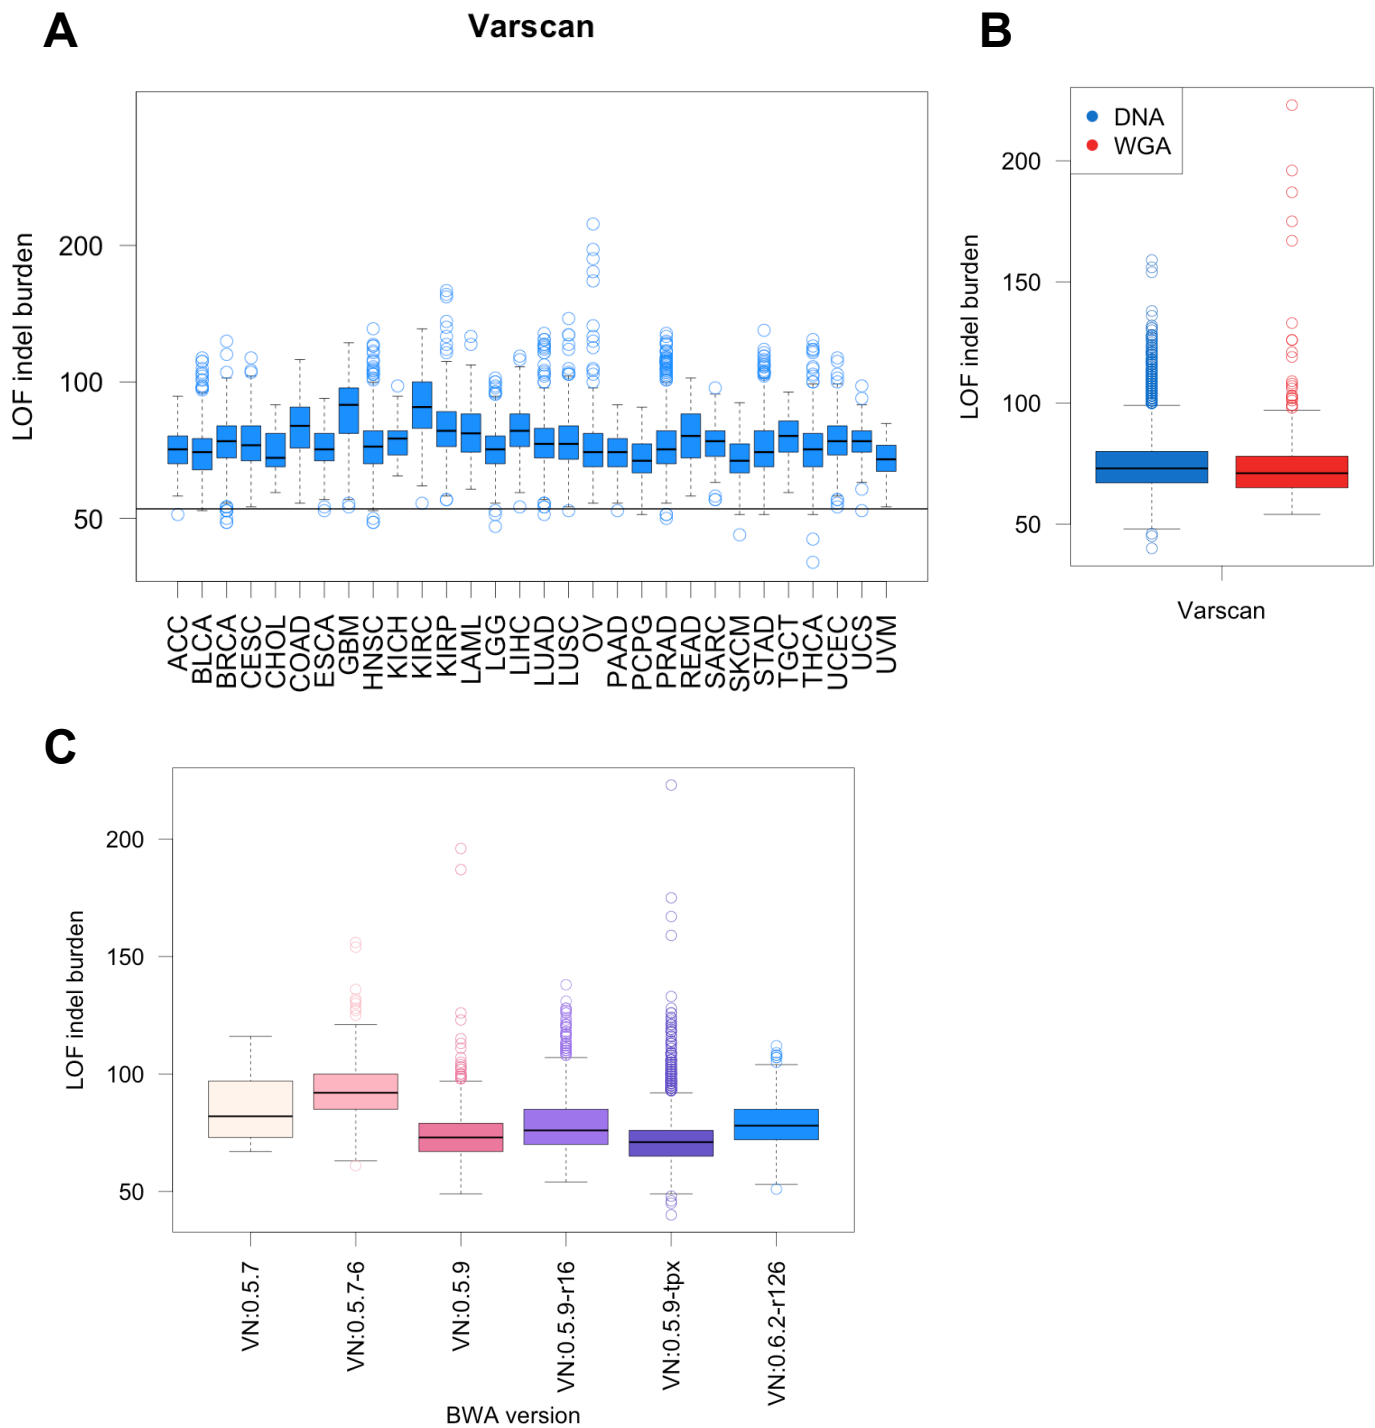 A
Varscan
LOF indel burden
200
100
50
ACC
BLCA
BRCA
CESC
CHOL
COAD
ESCA
GBM
HNSC
KICH
KIRC
KIRP
LAML
LGG
LIHC
LUAD
LUSC
OV
PAAD
PCPG
PRAD
READ
SARC
SKCM
STAD
TGCT
THCA
UCEC
UCS
UVM
B
DNA
WGA
LOF indel burden
200
150
100
50
Varscan
C
LOF indel burden
200
150
100
50
VN:0.5.7
VN:0.5.7-6
VN:0.5.9
VN:0.5.9-r16
VN:0.5.9-tpx
VN:0.6.2-r126
BWA version